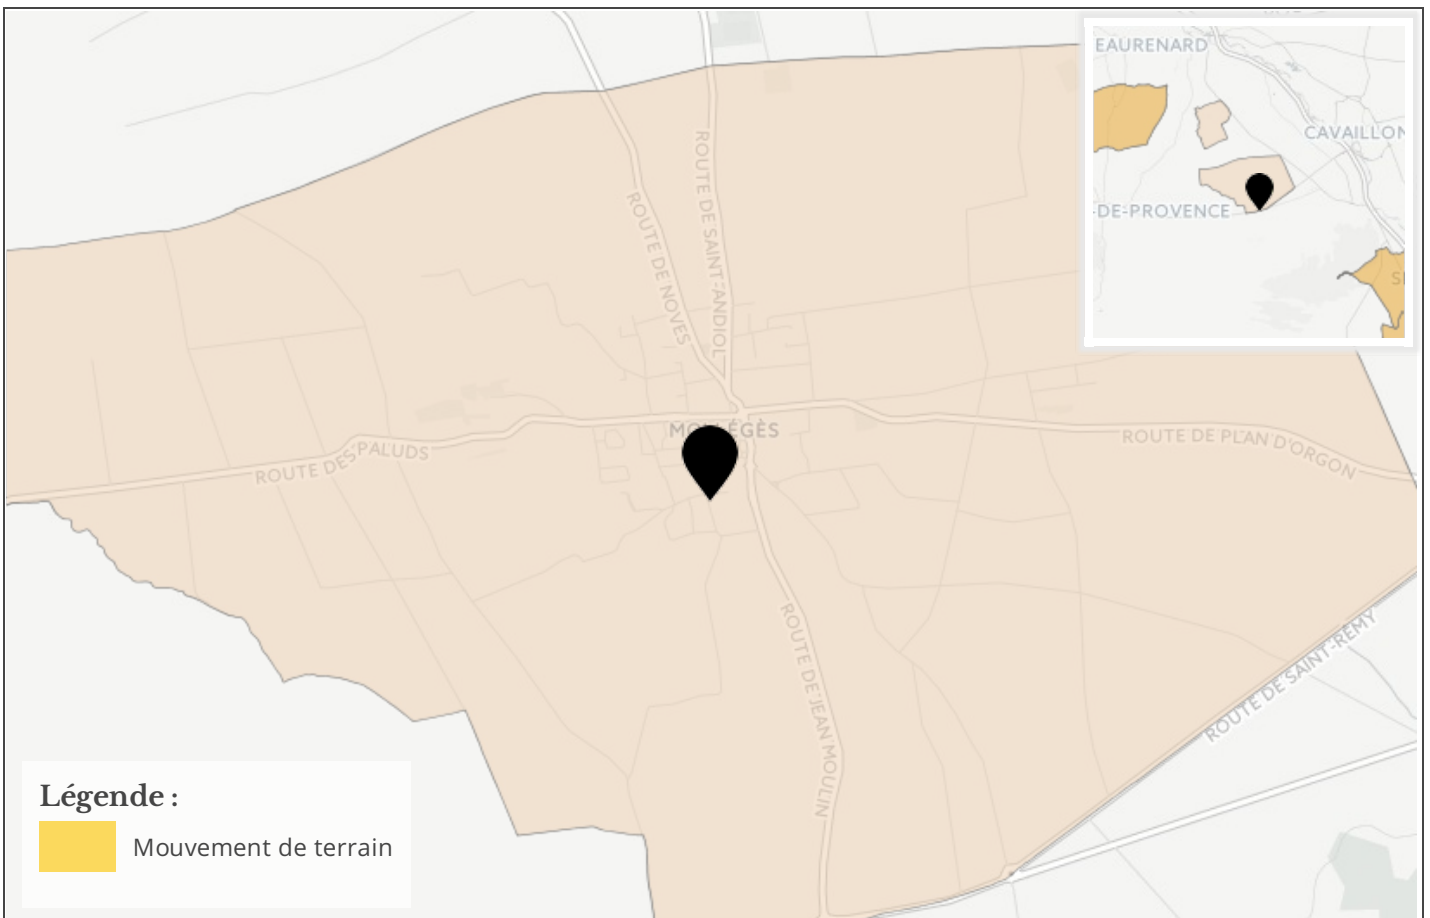 EAURENARD
CAVAILLON
-DE-PROVENCE
ROUTE DE NOVES
ROUTE DE SAINT-ANDIOL
ROUTE DES PALUDS
ROUTE DE PLAN D'ORGON
ROUTE DE JEAN MOULIN
ROUTE DE SAINT-RÉMY
Légende :
Mouvement de terrain